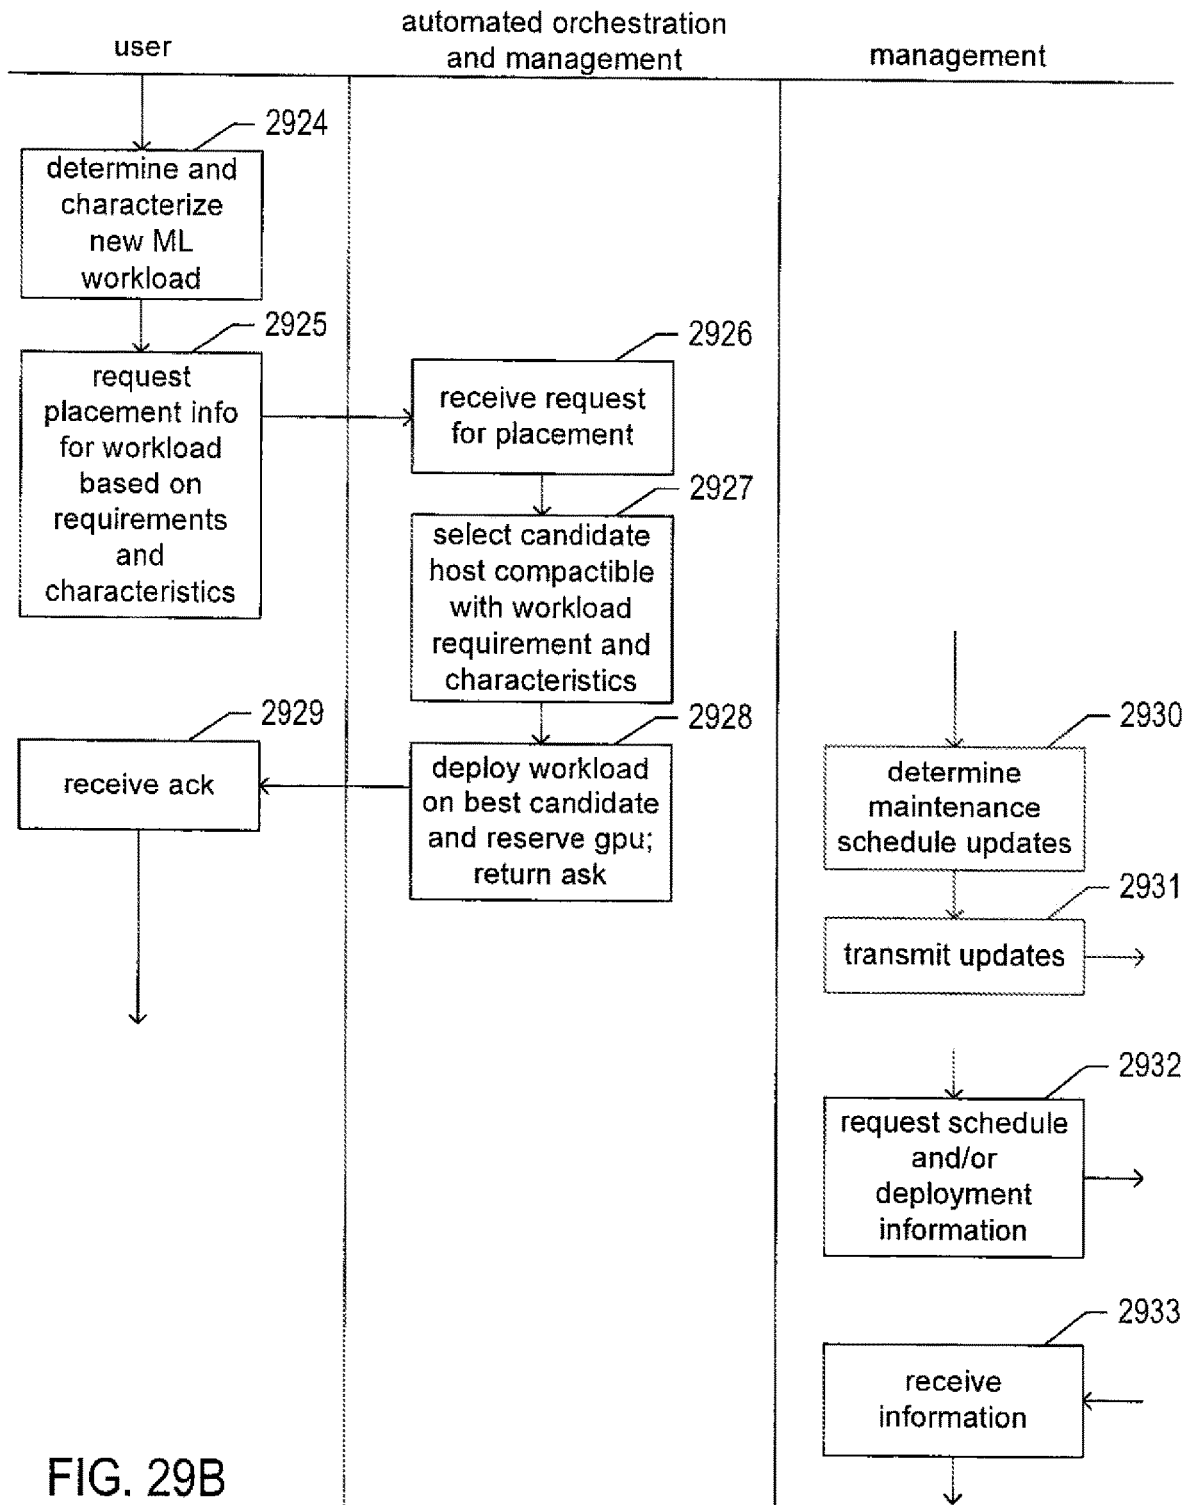 user
automated orchestration
and management
management
2924
determine and
characterize
new ML
workload
2925
request
placement info
for workload
based on
requirements
and
characteristics
2926
receive request
for placement
2927
select candidate
host compactible
with workload
requirement and
characteristics
2928
deploy workload
on best candidate
and reserve gpu;
return ask
2929
receive ack
2930
determine
maintenance
schedule updates
2931
transmit updates
2932
request schedule
and/or
deployment
information
2933
receive
information
FIG. 29B